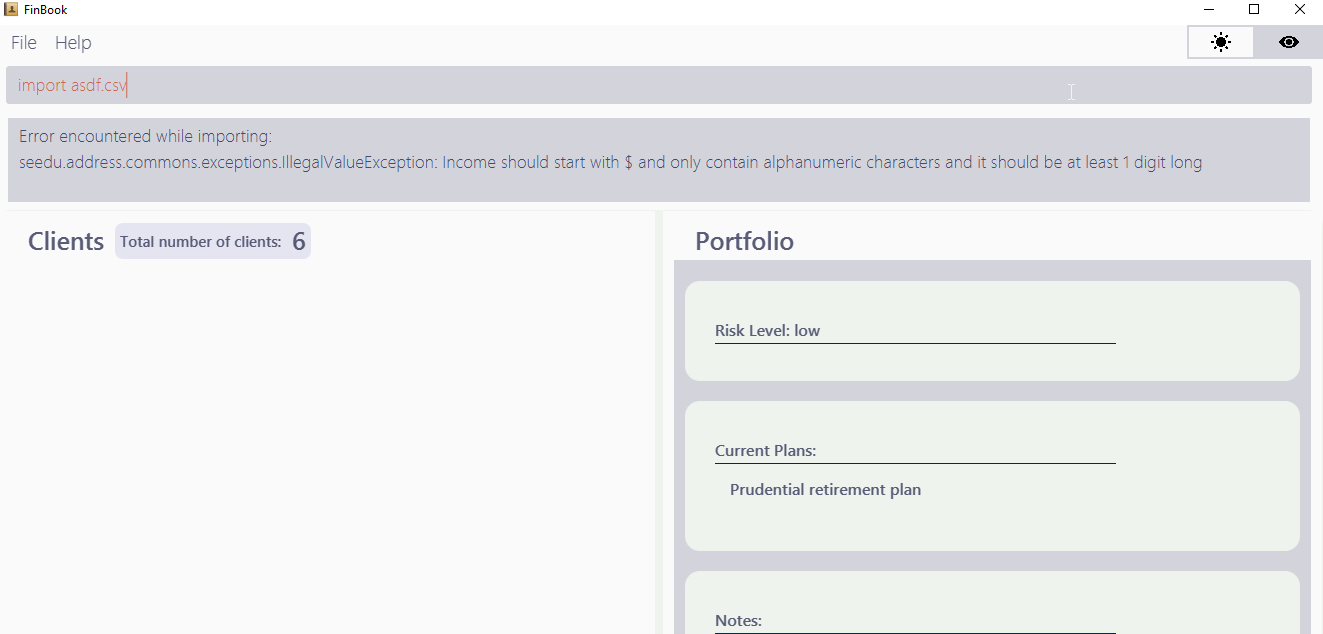 FinBook
File Help
import asdf.csv
Error encountered while importing:
seedu.address.commons.exceptions.IllegalValueException: Income should start with $ and only contain alphanumeric characters and it should be at least 1 digit long
Clients Total number of clients: 6
Portfolio
Risk Level: low
Current Plans:
Prudential retirement plan
Notes: